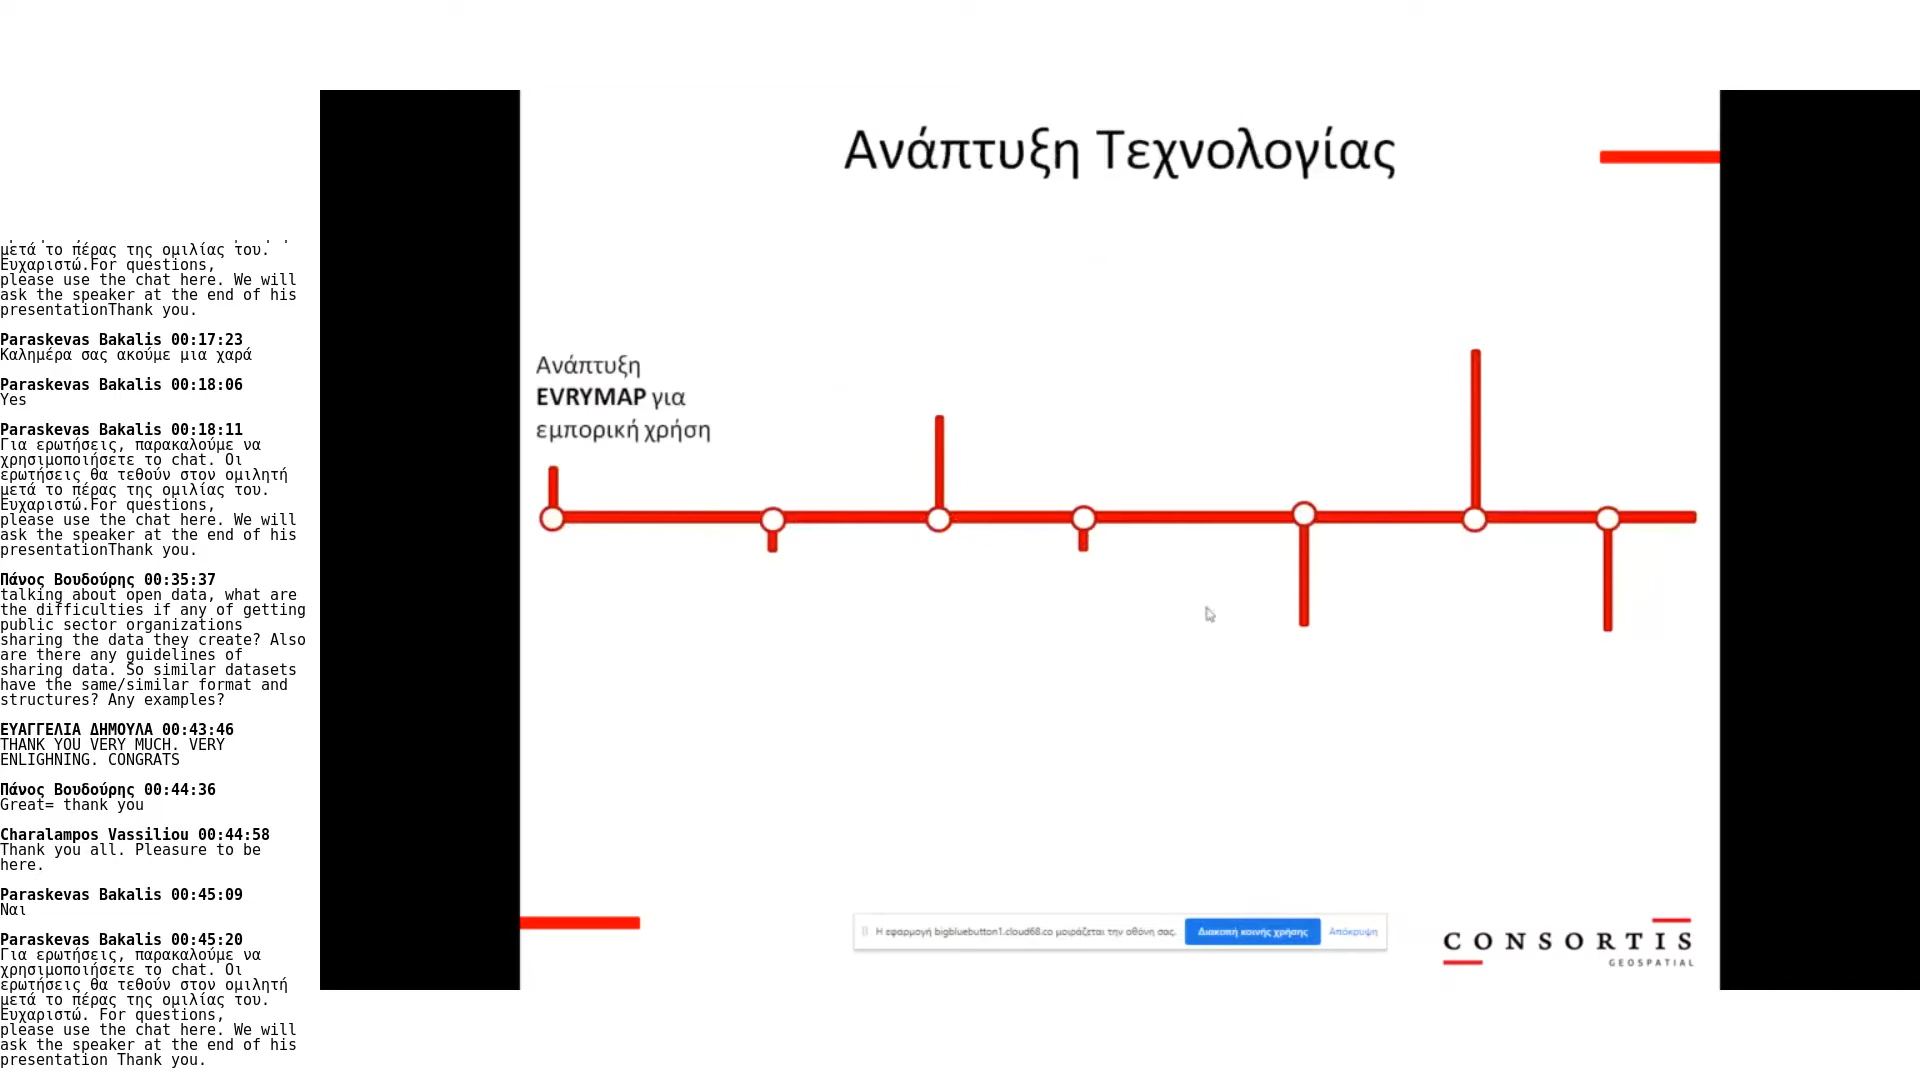 μετά το πέρας της ομιλίας του.
Ευχαριστώ.For questions,
please use the chat here. We will
ask the speaker at the end of his
presentationThank you.
Paraskevas Bakalis 00:17:23
Καλημέρα σας ακούμε μια χαρά
Paraskevas Bakalis 00:18:06
Yes
Paraskevas Bakalis 00:18:11
Για ερωτήσεις, παρακαλούμε να
χρησιμοποιήσετε το chat. Οι
ερωτήσεις θα τεθούν στον ομιλητή
μετά το πέρας της ομιλίας του.
Ευχαριστώ.For questions,
please use the chat here. We will
ask the speaker at the end of his
presentationThank you.
Πάνος Βουδούρης 00:35:37
talking about open data, what are
the difficulties if any of getting
public sector organizations
sharing the data they create? Also
are there any guidelines of
sharing data. So similar datasets
have the same/similar format and
structures? Any examples?
ΕΥΑΓΓΕΛΙΑ ΔΗΜΟΥΛΑ 00:43:46
THANK YOU VERY MUCH. VERY
ENLIGHNING. CONGRATS
Πάνος Βουδούρης 00:44:36
Great= thank you
Charalampos Vassiliou 00:44:58
Thank you all. Pleasure to be
here.
Paraskevas Bakalis 00:45:09
Ναι
Paraskevas Bakalis 00:45:20
Για ερωτήσεις, παρακαλούμε να
χρησιμοποιήσετε το chat. Οι
ερωτήσεις θα τεθούν στον ομιλητή
μετά το πέρας της ομιλίας του.
Ευχαριστώ. For questions,
please use the chat here. We will
ask the speaker at the end of his
presentation Thank you.
Ανάπτυξη Τεχνολογίας
Ανάπτυξη
EVRYMAP για
εμπορική χρήση
Η εφαρμογή bigbluebutton1.cloud68.co μοιράζεται την οθόνη σας.
Διακοπή κοινής χρήσης
Απόκρυψη
CONSORTIS
GEOSPATIAL